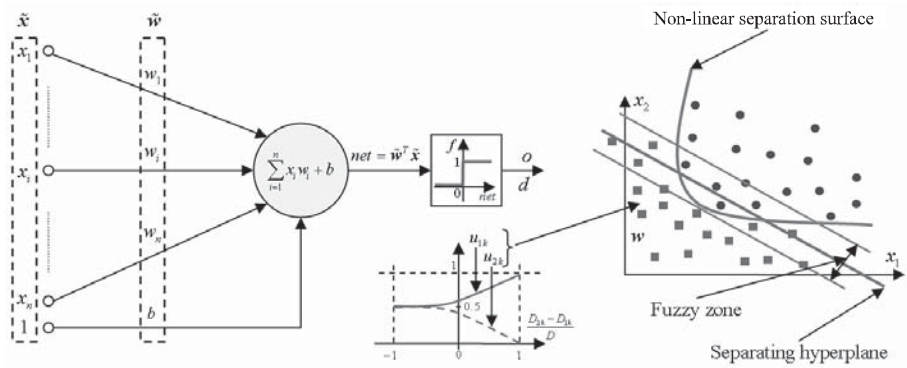 x̃ w̃
x₁
w₁
xᵢ
wᵢ
wₙ
xₙ
1
b
∑ᵢ₌₁ⁿ xᵢ wᵢ + b
net = w̃ᵀ x̃
f
1
0 net
o
d
u₁ₖ
u₂ₖ
1
0.5
D₂ₖ − D₁ₖ
D
−1 0 1
Non-linear separation surface
x₂
w
x₁
Fuzzy zone
Separating hyperplane